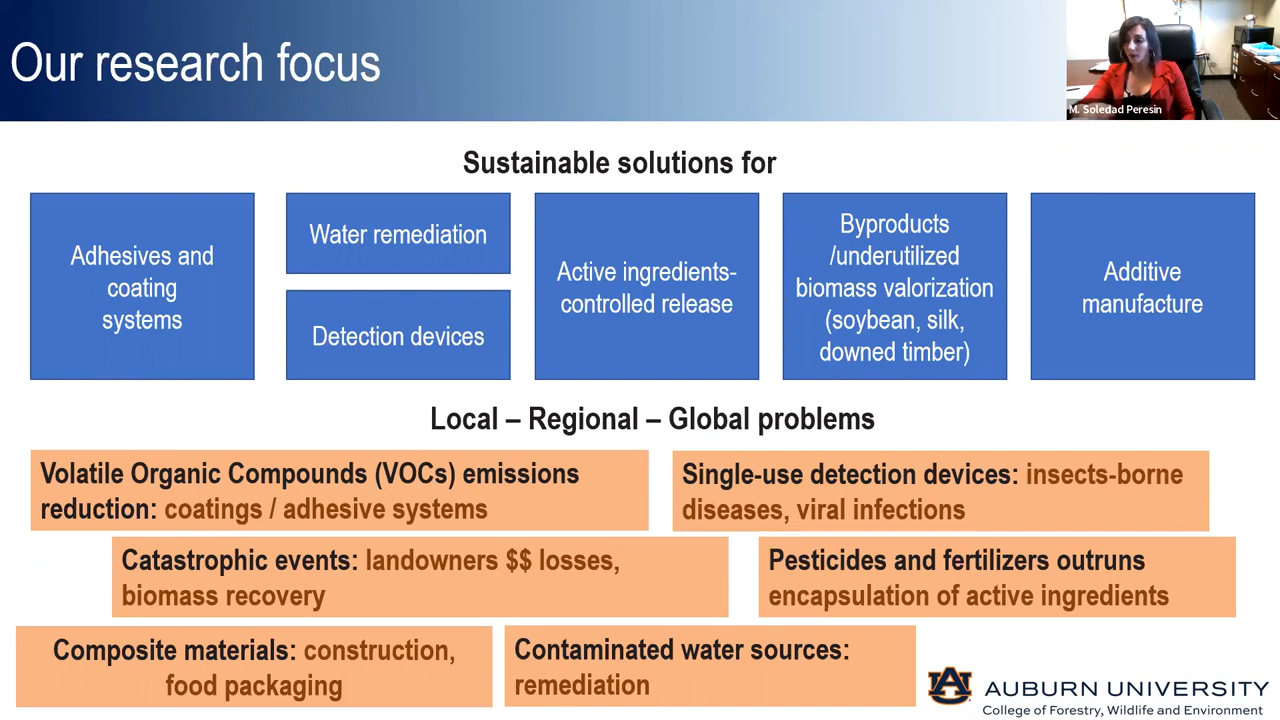 Our research focus
M. Soledad Peresin
Sustainable solutions for
Adhesives and
coating
systems
Water remediation
Detection devices
Active ingredients-
controlled release
Byproducts
/underutilized
biomass valorization
(soybean, silk,
downed timber)
Additive
manufacture
Local – Regional – Global problems
Volatile Organic Compounds (VOCs) emissions
reduction: coatings / adhesive systems
Single-use detection devices: insects-borne
diseases, viral infections
Catastrophic events: landowners $$ losses,
biomass recovery
Pesticides and fertilizers outruns
encapsulation of active ingredients
Composite materials: construction,
food packaging
Contaminated water sources:
remediation
AU
AUBURN UNIVERSITY
College of Forestry, Wildlife and Environment